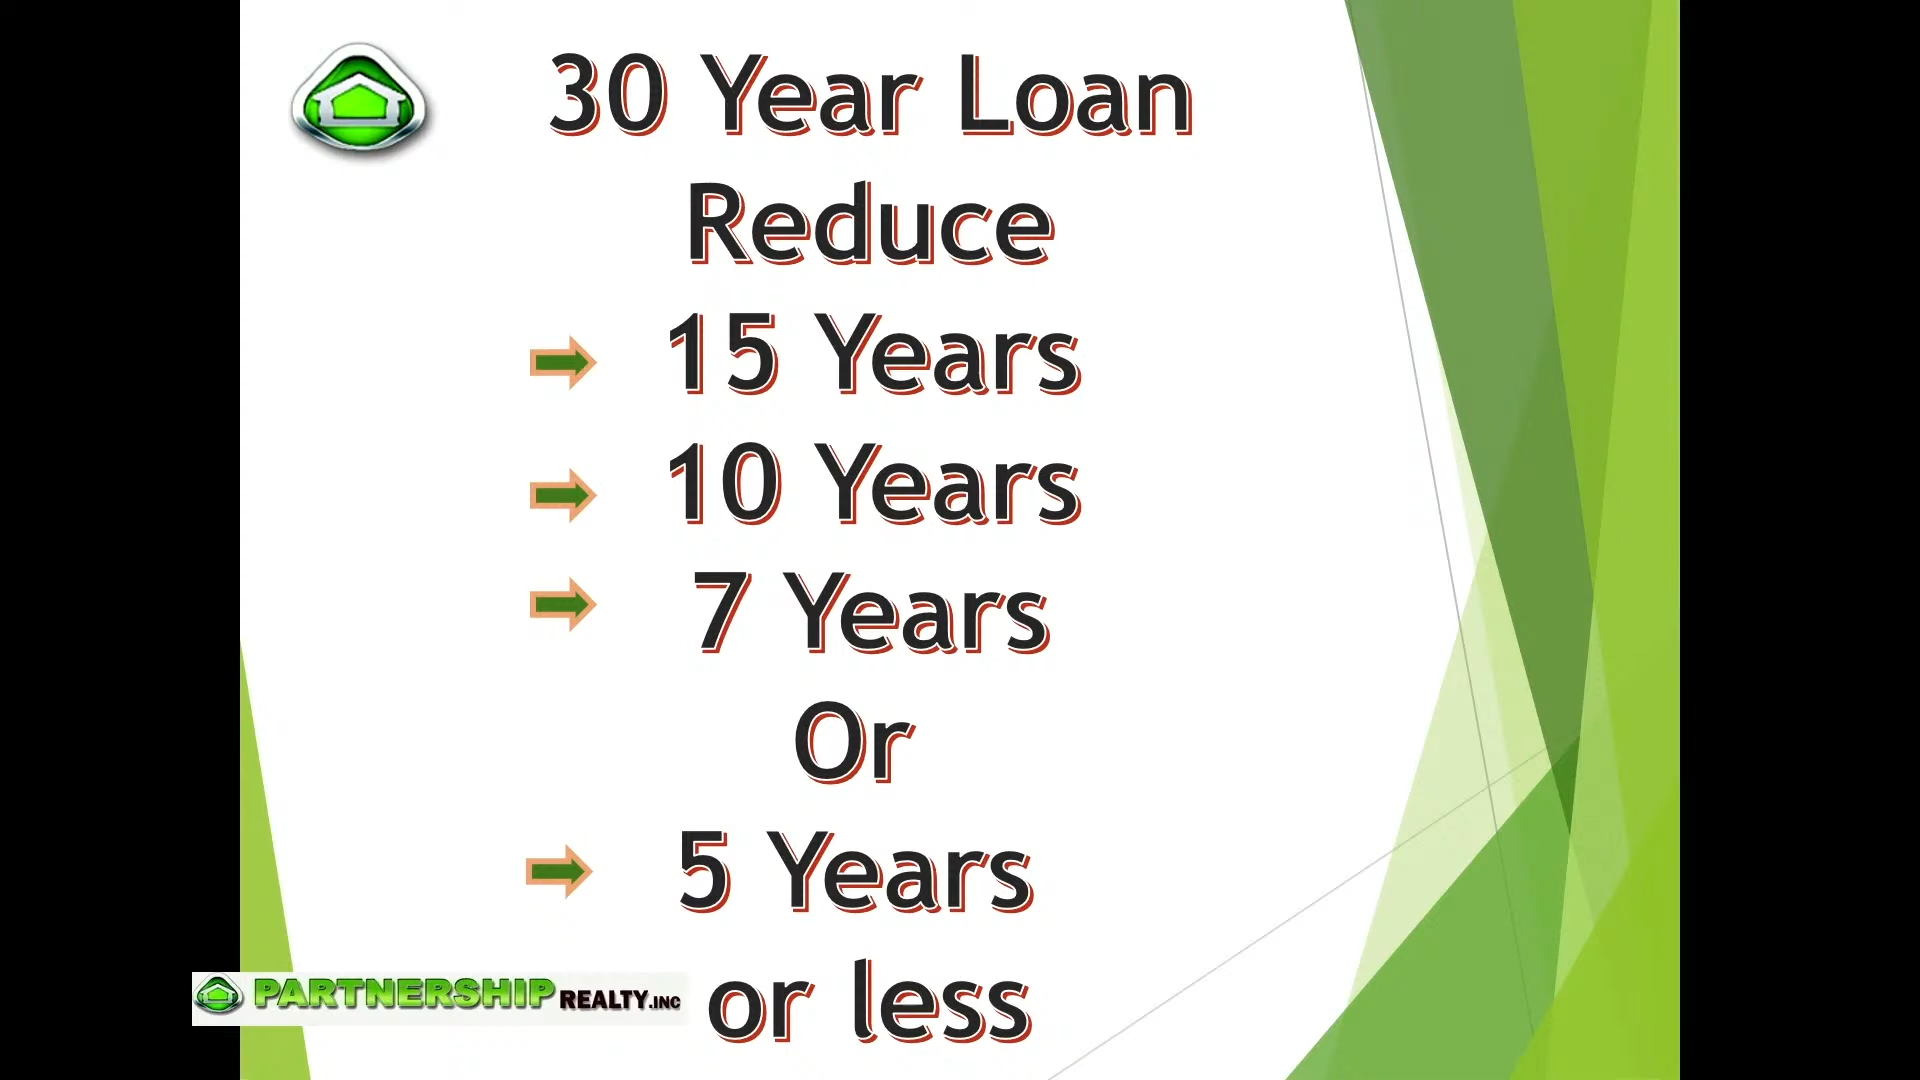 30 Year Loan
Reduce
15 Years
10 Years
7 Years
Or
5 Years
or less
PARTNERSHIP REALTY.INC